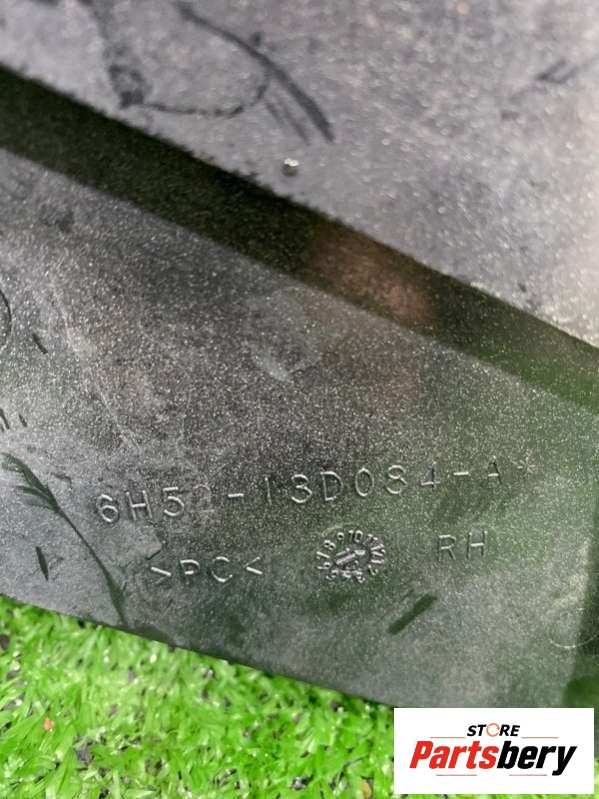 6H52-13D084-A*
>PC<
RH
STORE
Partsbery